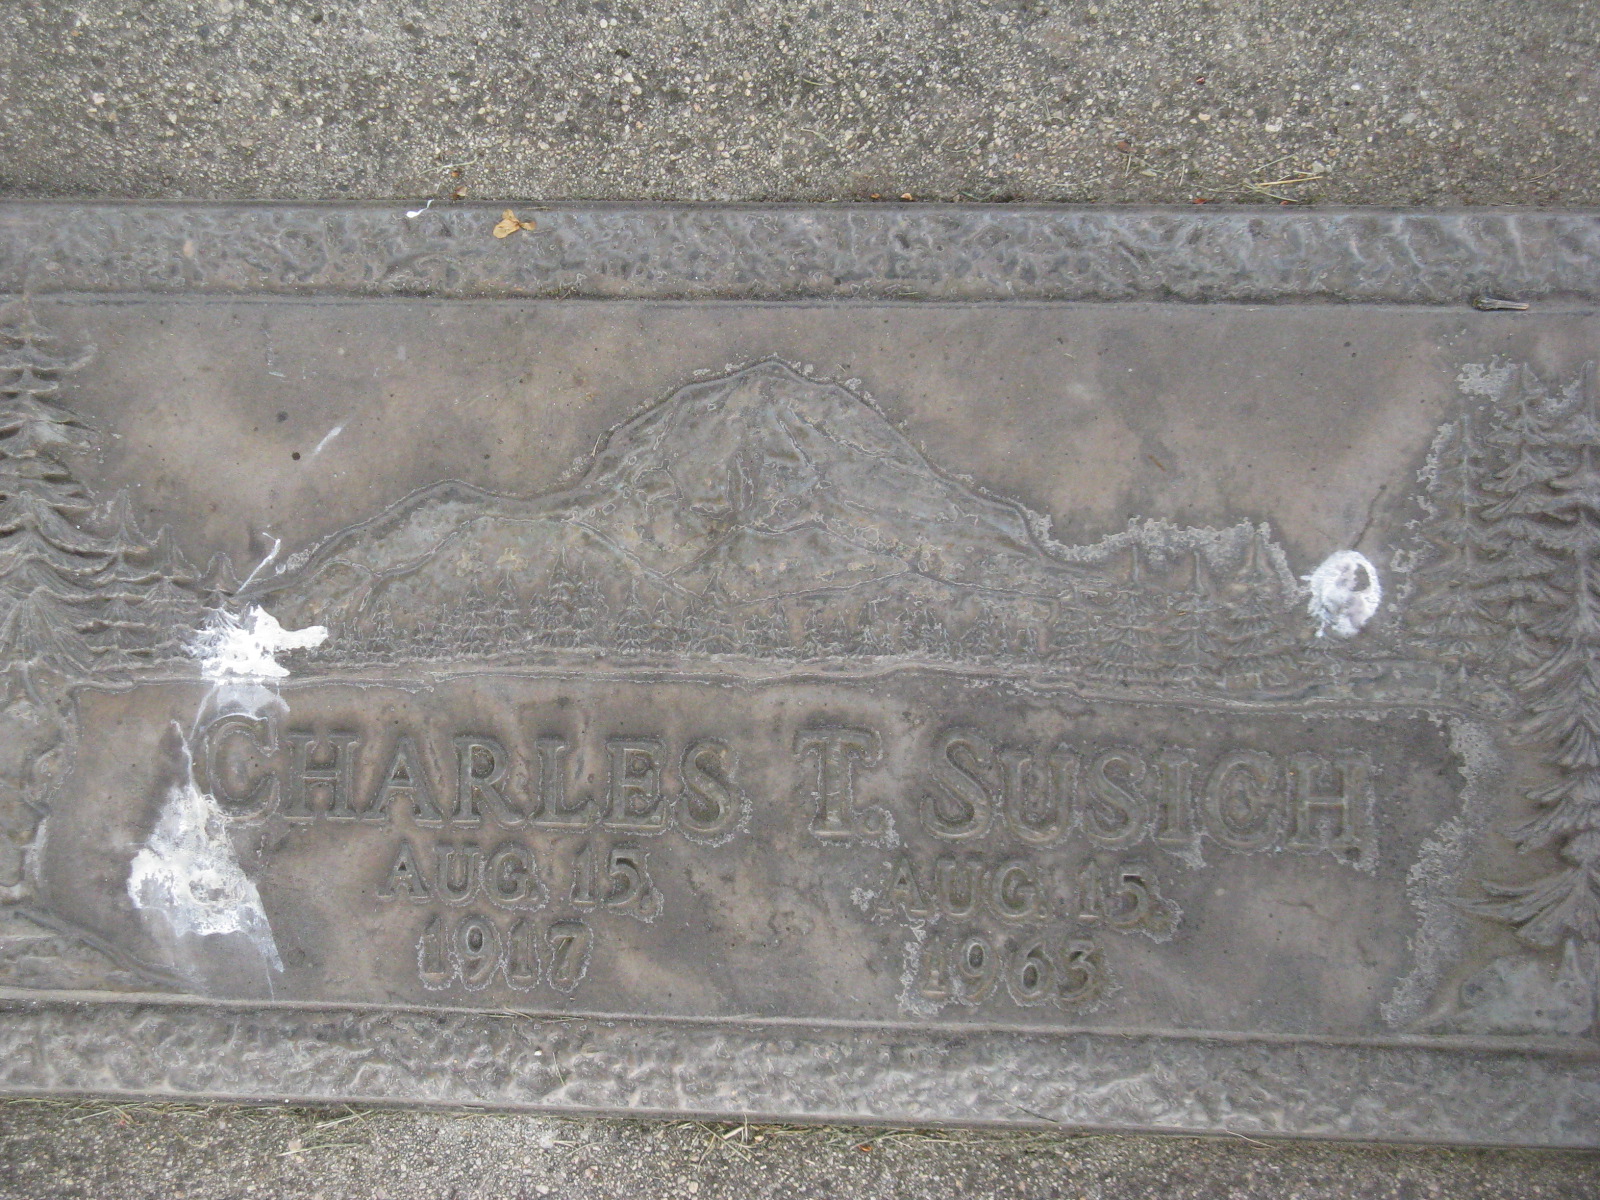 CHARLES T. SUSICH
AUG. 15, AUG. 15,
1917 1963